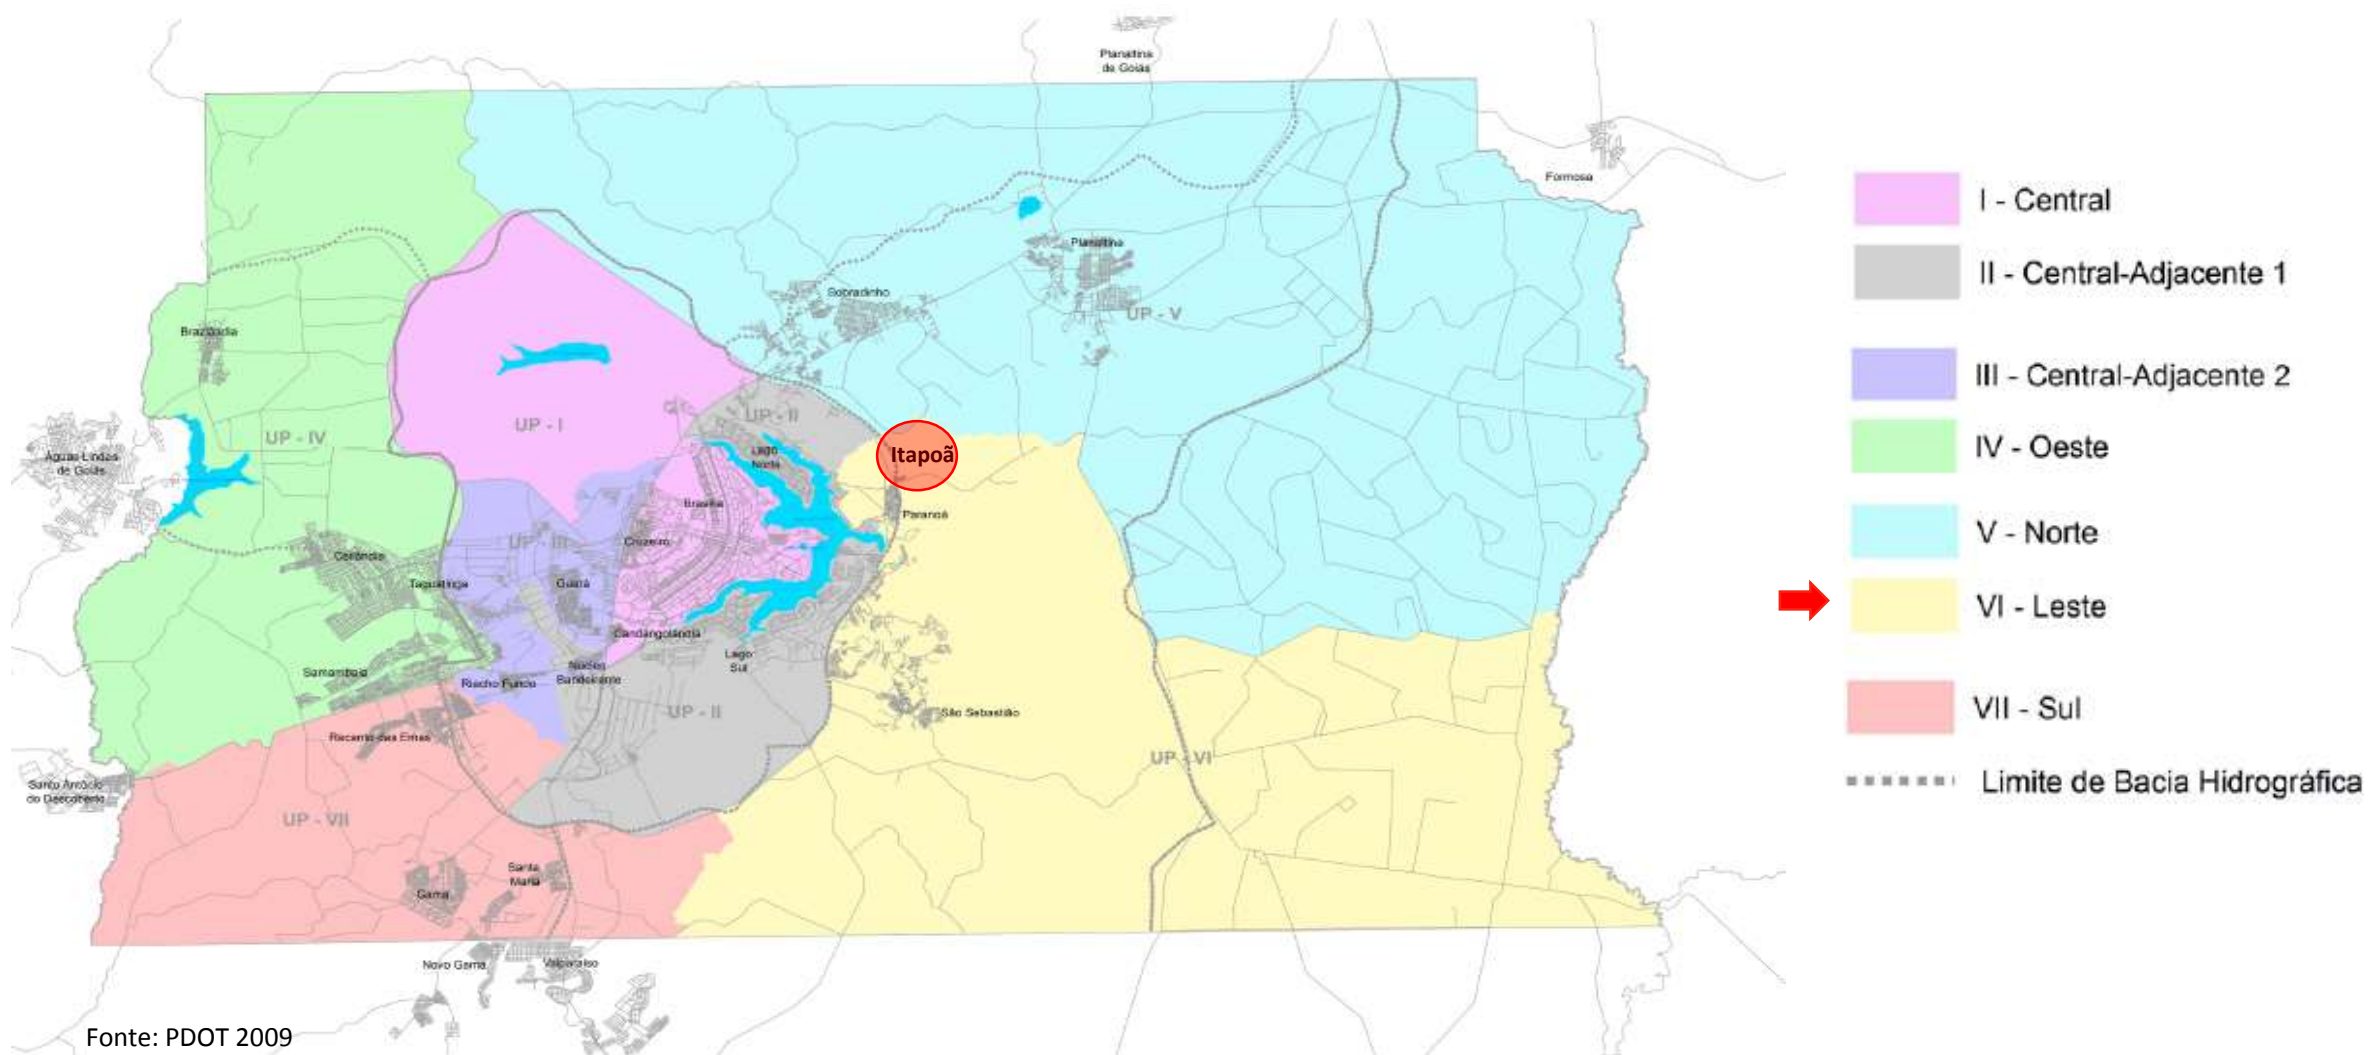 Planaltina
de Goiás
Formosa
Planaltina
Sobradinho
UP - V
Brazlândia
UP - II
UP - I
UP - IV
Águas Lindas
de Goiás
Lago
Norte
Itapoã
Brasília
Paranoá
Cruzeiro
UP - III
Ceilândia
Taguatinga
Guará
Candangolândia
Lago
Sul
Núcleo
Bandeirante
Samambaia
Riacho Fundo
UP - II
São Sebastião
Recanto das Emas
UP - VI
Santo Antônio
do Descoberto
UP - VII
Santa
Maria
Gama
Novo Gama
Valparaíso
Fonte: PDOT 2009
I - Central
II - Central-Adjacente 1
III - Central-Adjacente 2
IV - Oeste
V - Norte
VI - Leste
VII - Sul
Limite de Bacia Hidrográfica